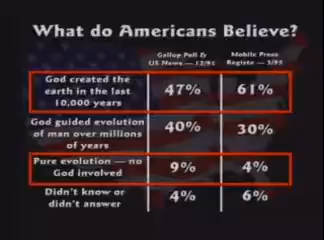 What do Americans Believe?
Gallup Poll & Mobile Press
US News — 12/91 Registe — 3/95
God created the
earth in the last 47% 61%
10,000 years
God guided evolution
of man over millions 40% 30%
of years
Pure evolution — no 9% 4%
God involved
Didn't know or 4% 6%
didn't answer